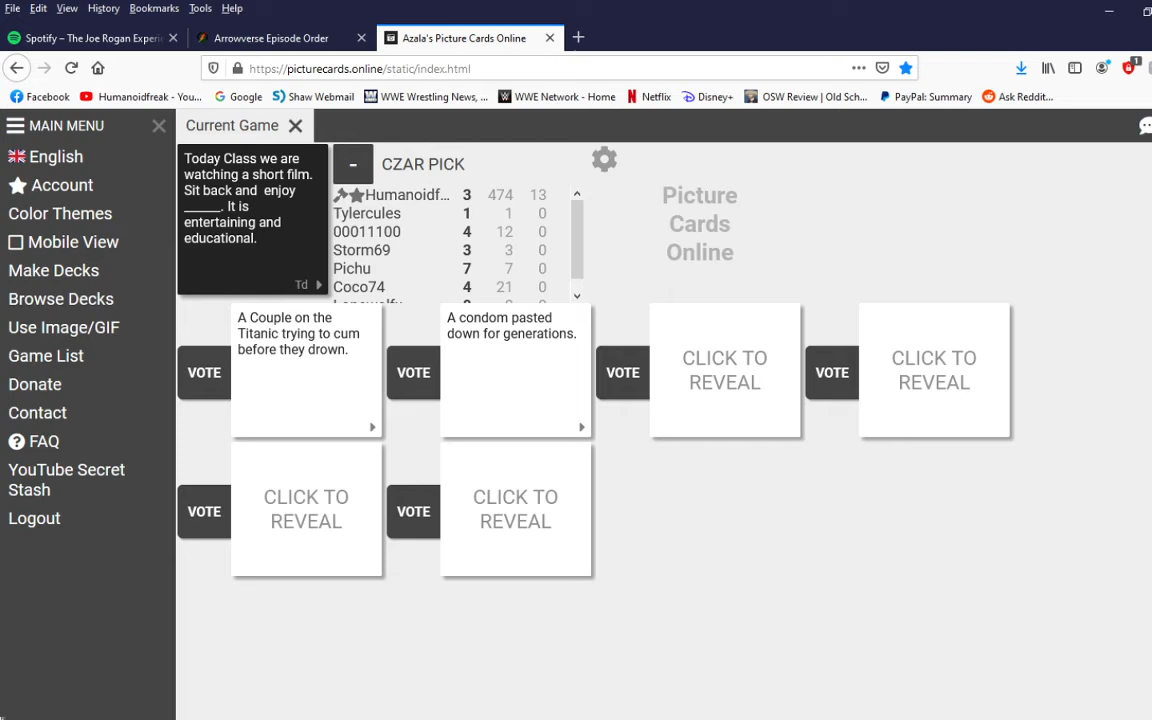 File Edit View History Bookmarks Tools Help
Spotify – The Joe Rogan Experi
Arrowverse Episode Order
Azala's Picture Cards Online
https://picturecards.online/static/index.html
Facebook Humanoidfreak - You... Google Shaw Webmail WWE Wrestling News, ... WWE Network - Home Netflix Disney+ OSW Review | Old Sch... PayPal: Summary Ask Reddit...
1
MAIN MENU
English
Account
Color Themes
Mobile View
Make Decks
Browse Decks
Use Image/GIF
Game List
Donate
Contact
FAQ
YouTube Secret
Stash
Logout
Current Game
Today Class we are
watching a short film.
Sit back and enjoy
_____. It is
entertaining and
educational.
Td
-
CZAR PICK
Humanoidf... 3 474 13
Tylercules 1 1 0
00011100 4 12 0
Storm69 3 3 0
Pichu 7 7 0
Coco74 4 21 0
Picture
Cards
Online
VOTE
A Couple on the
Titanic trying to cum
before they drown.
VOTE
A condom pasted
down for generations.
VOTE
CLICK TO
REVEAL
VOTE
CLICK TO
REVEAL
VOTE
CLICK TO
REVEAL
VOTE
CLICK TO
REVEAL